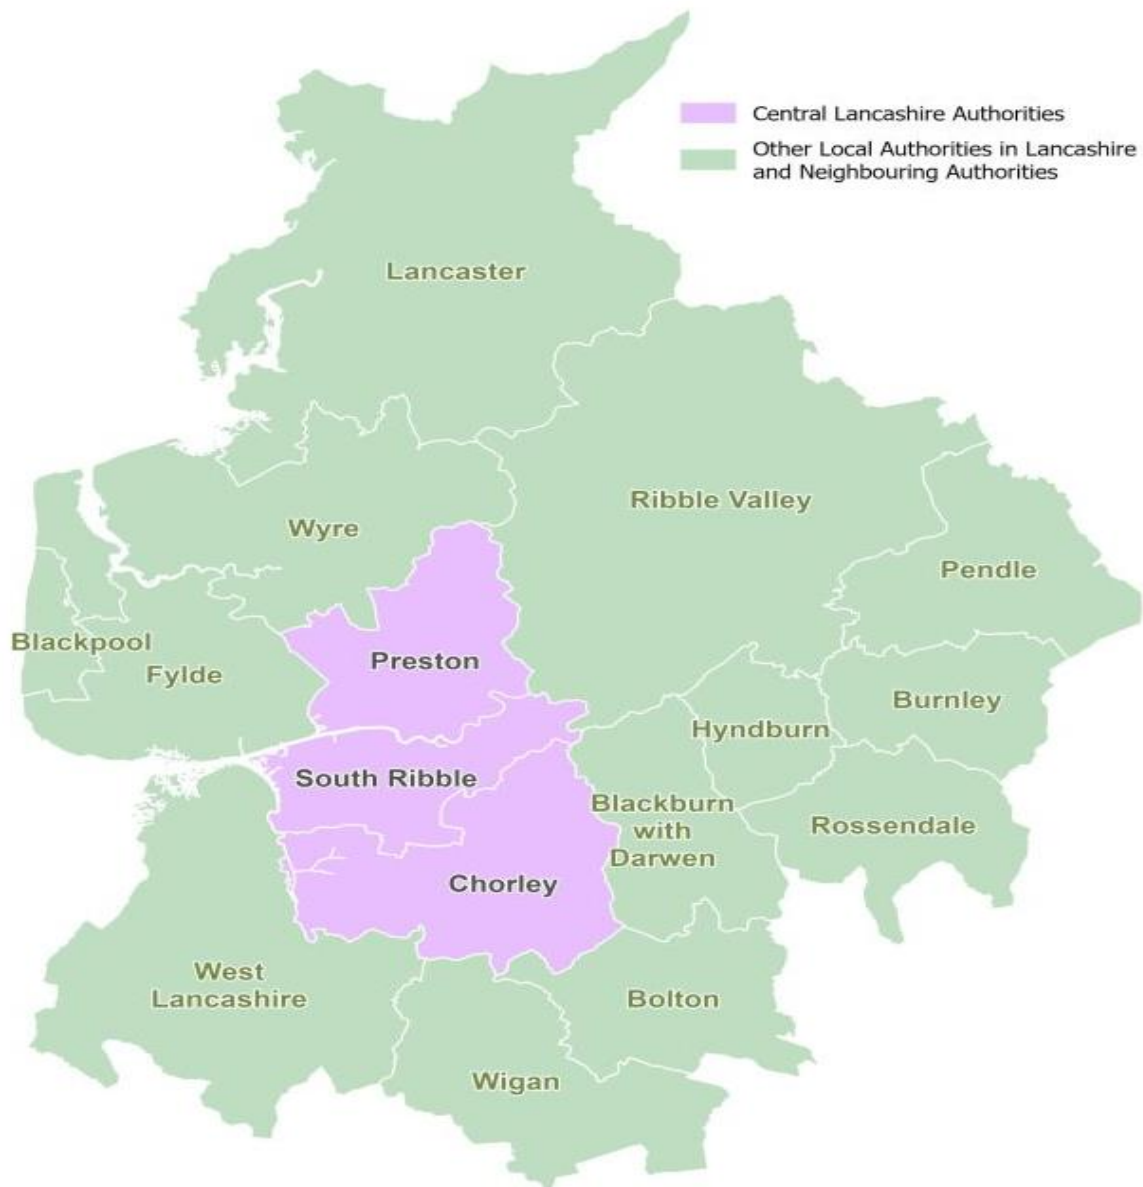 Central Lancashire Authorities
Other Local Authorities in Lancashire
and Neighbouring Authorities
Lancaster
Ribble Valley
Wyre
Pendle
Blackpool
Fylde
Preston
Burnley
Hyndburn
South Ribble
Blackburn
with
Darwen
Rossendale
Chorley
West
Lancashire
Bolton
Wigan